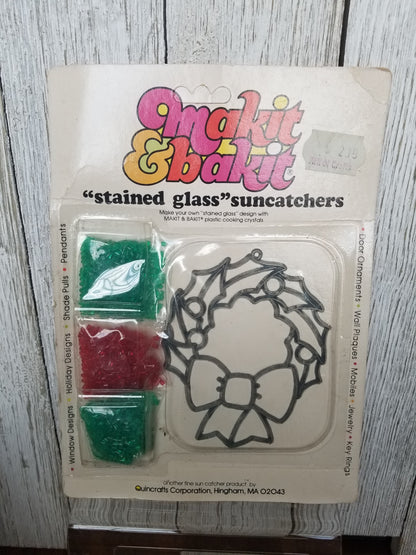 makit
& bakit
2.15
"stained glass" suncatchers
Make your own "stained glass" design with
MAKIT & BAKIT® plastic cooking crystals.
• Window Designs • Holiday Designs • Shade Pulls • Pendants
• Door Ornaments • Wall Plaques • Mobiles • Jewelry • Key Rings
another fine sun catcher product by
Quincrafts Corporation, Hingham, MA 02043